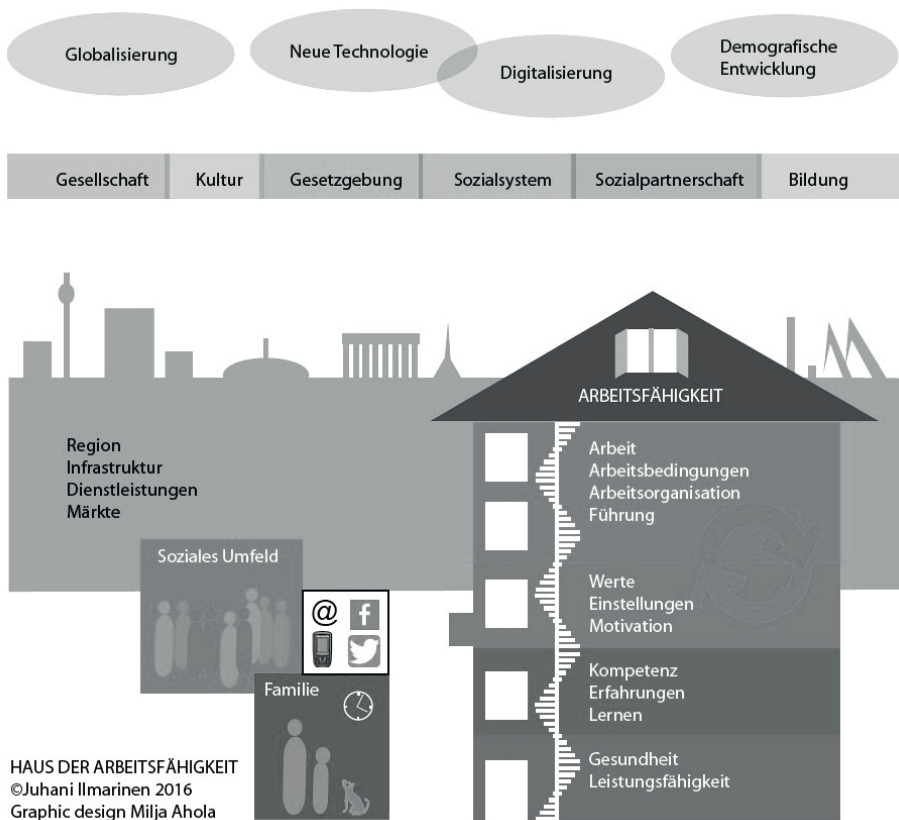 Globalisierung
Neue Technologie
Digitalisierung
Demografische
Entwicklung
Gesellschaft
Kultur
Gesetzgebung
Sozialsystem
Sozialpartnerschaft
Bildung
ARBEITSFÄHIGKEIT
Region
Infrastruktur
Dienstleistungen
Märkte
Arbeit
Arbeitsbedingungen
Arbeitsorganisation
Führung
Soziales Umfeld
@
f
Werte
Einstellungen
Motivation
Familie
Kompetenz
Erfahrungen
Lernen
Gesundheit
Leistungsfähigkeit
HAUS DER ARBEITSFÄHIGKEIT
©Juhani Ilmarinen 2016
Graphic design Milja Ahola